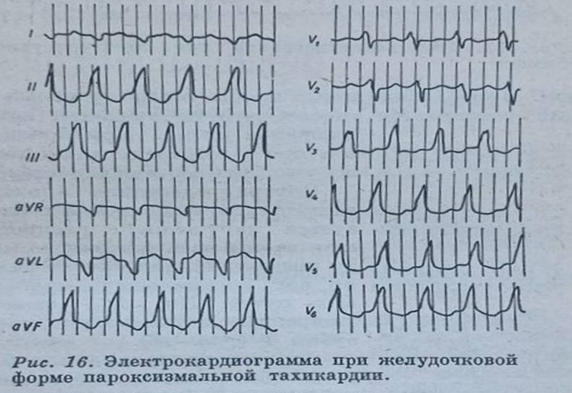 I
II
III
aVR
aVL
aVF
V₁
V₂
V₃
V₄
V₅
V₆
Рис. 16. Электрокардиограмма при желудочковой
форме пароксизмальной тахикардии.